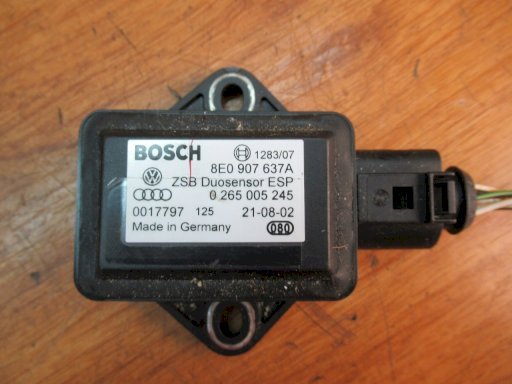 BOSCH 1283/07
8E0 907 637A
ZSB Duosensor ESP
0 265 005 245
0017797 125 21-08-02
Made in Germany 080